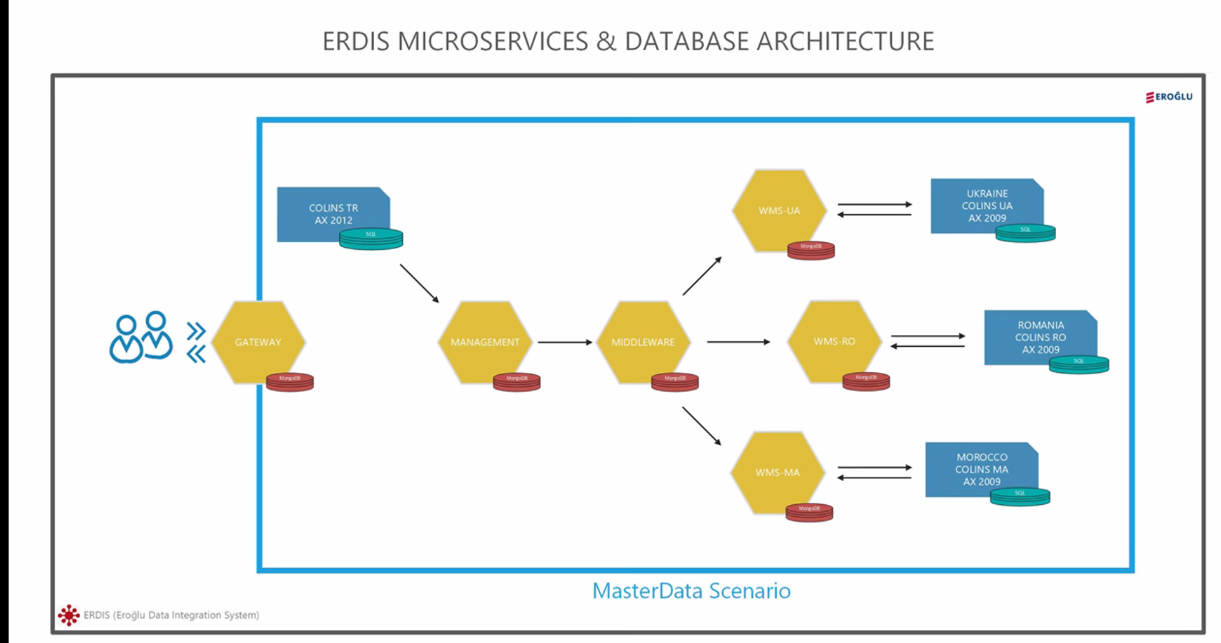 ERDIS MICROSERVICES & DATABASE ARCHITECTURE
EROĞLU
COLINS TR
AX 2012
SQL
WMS-UA
MongoDB
UKRAINE
COLINS UA
AX 2009
SQL
GATEWAY
MongoDB
MANAGEMENT
MongoDB
MIDDLEWARE
MongoDB
WMS-RO
MongoDB
ROMANIA
COLINS RO
AX 2009
SQL
WMS-MA
MongoDB
MOROCCO
COLINS MA
AX 2009
SQL
MasterData Scenario
ERDIS (Eroğlu Data Integration System)